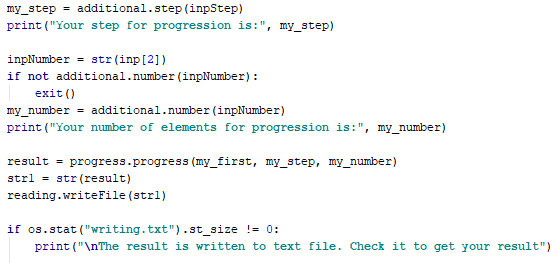 my_step = additional.step(inpStep)
print("Your step for progression is:", my_step)

inpNumber = str(inp[2])
if not additional.number(inpNumber):
    exit()
my_number = additional.number(inpNumber)
print("Your number of elements for progression is:", my_number)

result = progress.progress(my_first, my_step, my_number)
str1 = str(result)
reading.writeFile(str1)

if os.stat("writing.txt").st_size != 0:
    print("\nThe result is written to text file. Check it to get your result")